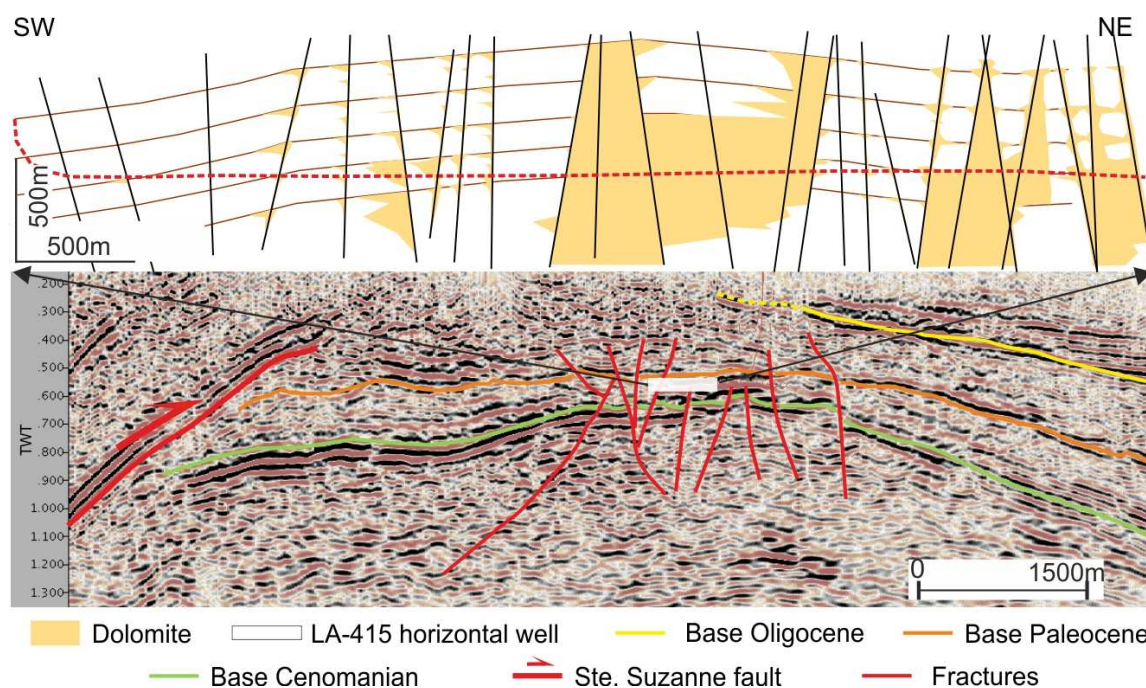 SW
NE
500m
500m
.200
.300
.400
.500
.600
.700
.800
.900
1.000
1.100
1.200
1.300
TWT
0 1500m
Dolomite LA-415 horizontal well Base Oligocene Base Paleocene
Base Cenomanian Ste. Suzanne fault Fractures